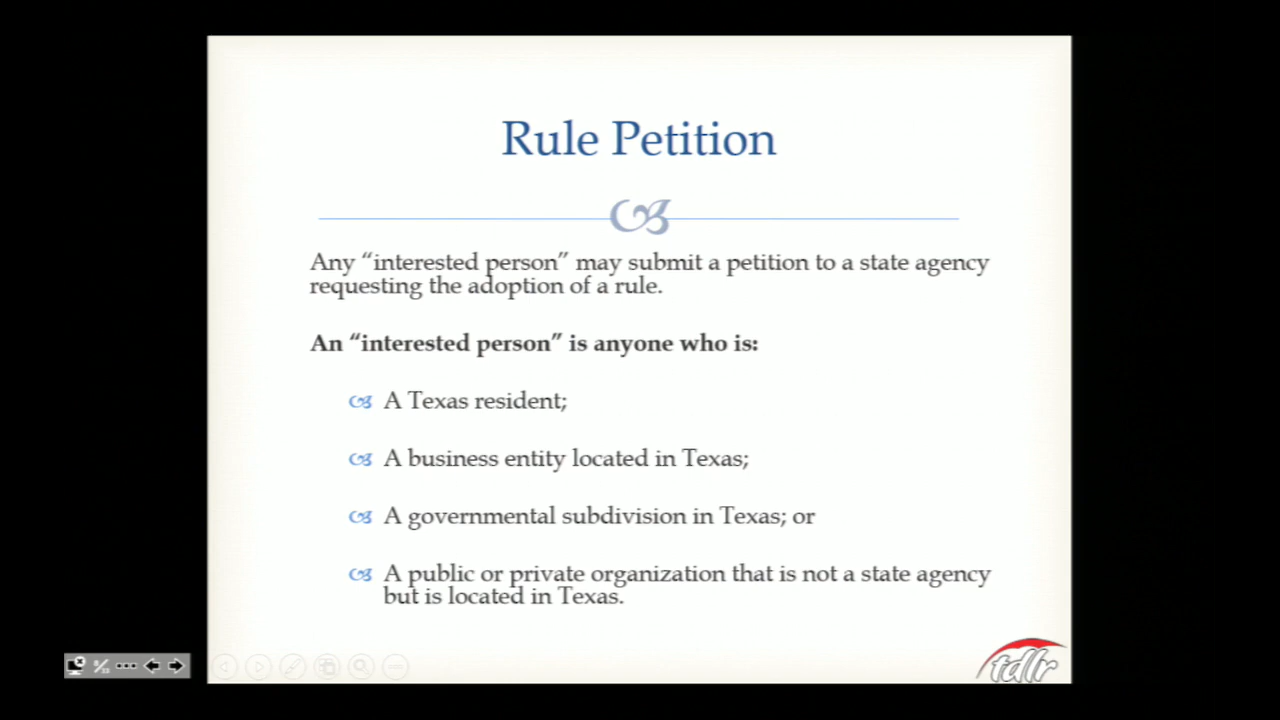 Rule Petition
Any “interested person” may submit a petition to a state agency
requesting the adoption of a rule.
An “interested person” is anyone who is:
A Texas resident;
A business entity located in Texas;
A governmental subdivision in Texas; or
A public or private organization that is not a state agency
but is located in Texas.
tdlr